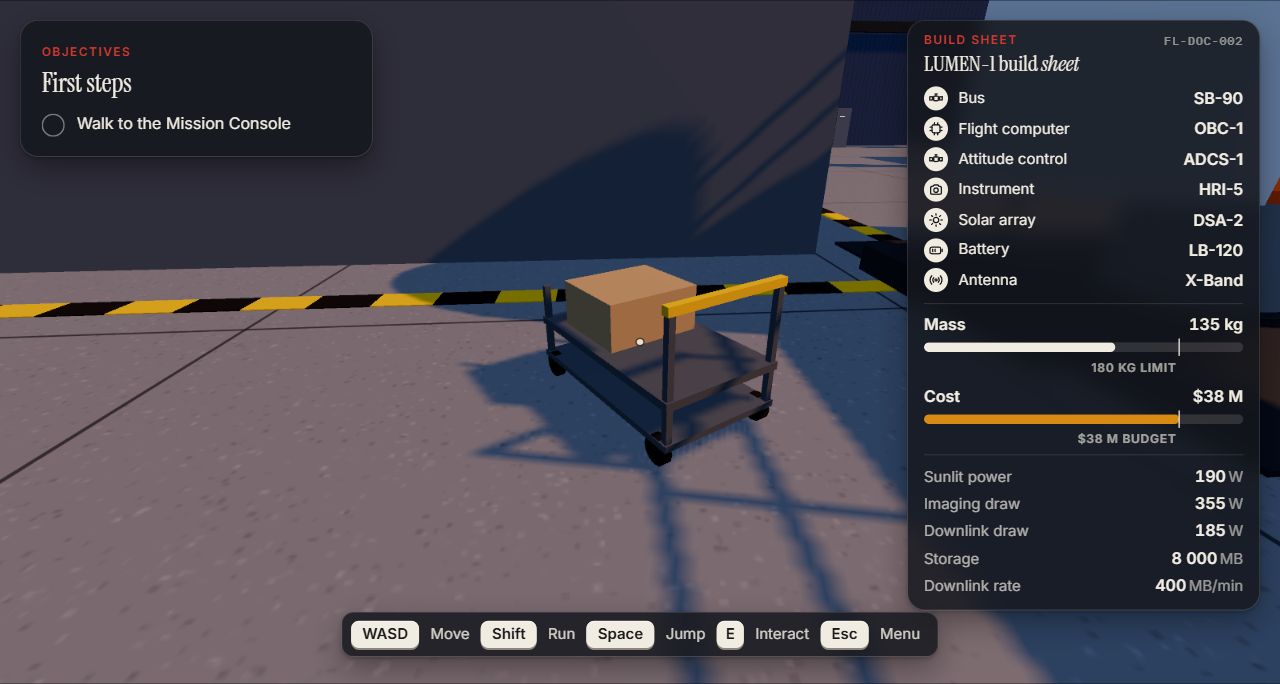 OBJECTIVES
First steps
Walk to the Mission Console
BUILD SHEET FL-DOC-002
LUMEN-1 build sheet
Bus SB-90
Flight computer OBC-1
Attitude control ADCS-1
Instrument HRI-5
Solar array DSA-2
Battery LB-120
Antenna X-Band
Mass 135 kg
180 KG LIMIT
Cost $38 M
$38 M BUDGET
Sunlit power 190 W
Imaging draw 355 W
Downlink draw 185 W
Storage 8 000 MB
Downlink rate 400 MB/min
WASD Move Shift Run Space Jump E Interact Esc Menu